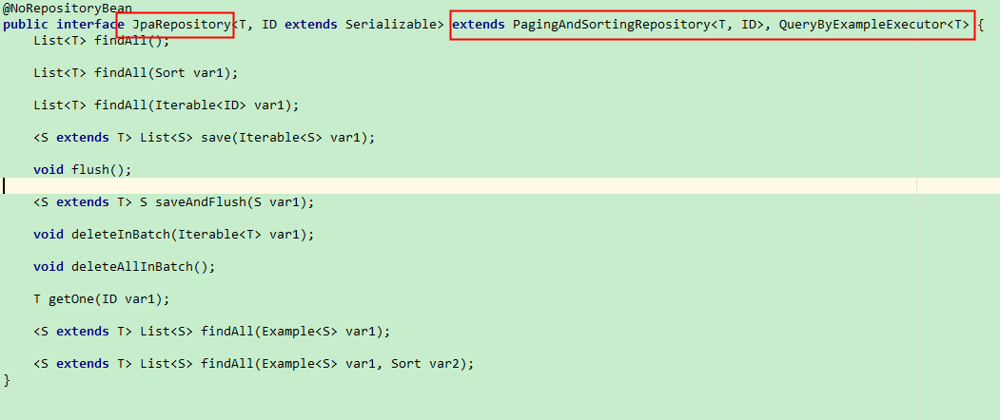 @NoRepositoryBean
public interface JpaRepository<T, ID extends Serializable> extends PagingAndSortingRepository<T, ID>, QueryByExampleExecutor<T> {
List<T> findAll();
List<T> findAll(Sort var1);
List<T> findAll(Iterable<ID> var1);
<S extends T> List<S> save(Iterable<S> var1);
void flush();
<S extends T> S saveAndFlush(S var1);
void deleteInBatch(Iterable<T> var1);
void deleteAllInBatch();
T getOne(ID var1);
<S extends T> List<S> findAll(Example<S> var1);
<S extends T> List<S> findAll(Example<S> var1, Sort var2);
}